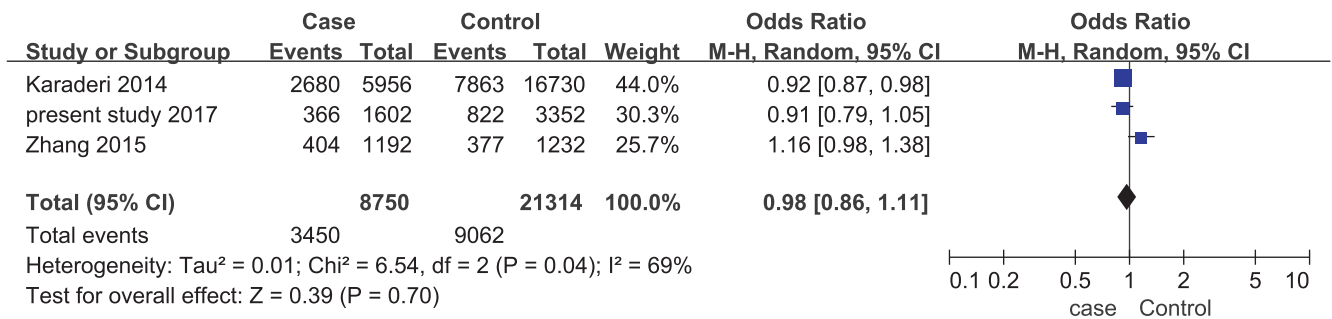 Case Control Odds Ratio Odds Ratio
Study or Subgroup Events Total Events Total Weight M-H, Random, 95% CI M-H, Random, 95% CI
Karaderi 2014 2680 5956 7863 16730 44.0% 0.92 [0.87, 0.98]
present study 2017 366 1602 822 3352 30.3% 0.91 [0.79, 1.05]
Zhang 2015 404 1192 377 1232 25.7% 1.16 [0.98, 1.38]
Total (95% CI) 8750 21314 100.0% 0.98 [0.86, 1.11]
Total events 3450 9062
Heterogeneity: Tau² = 0.01; Chi² = 6.54, df = 2 (P = 0.04); I² = 69%
Test for overall effect: Z = 0.39 (P = 0.70)
0.1 0.2 0.5 1 2 5 10
case Control